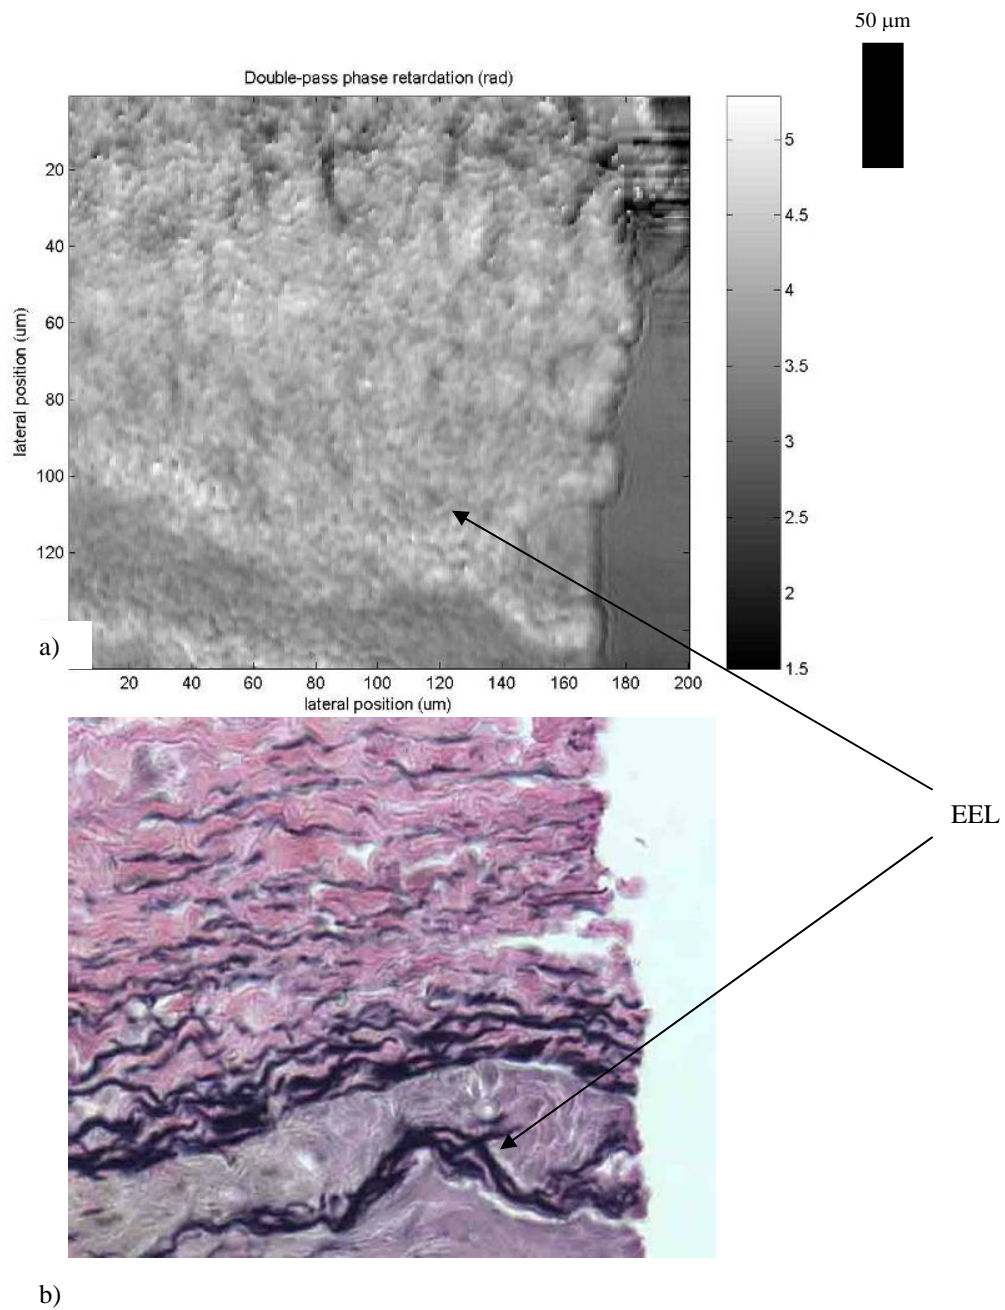 50 μm
Double-pass phase retardation (rad)
20
40
60
80
100
120
lateral position (um)
20 40 60 80 100 120 140 160 180 200
lateral position (um)
5
4.5
4
3.5
3
2.5
2
1.5
a)
EEL
b)